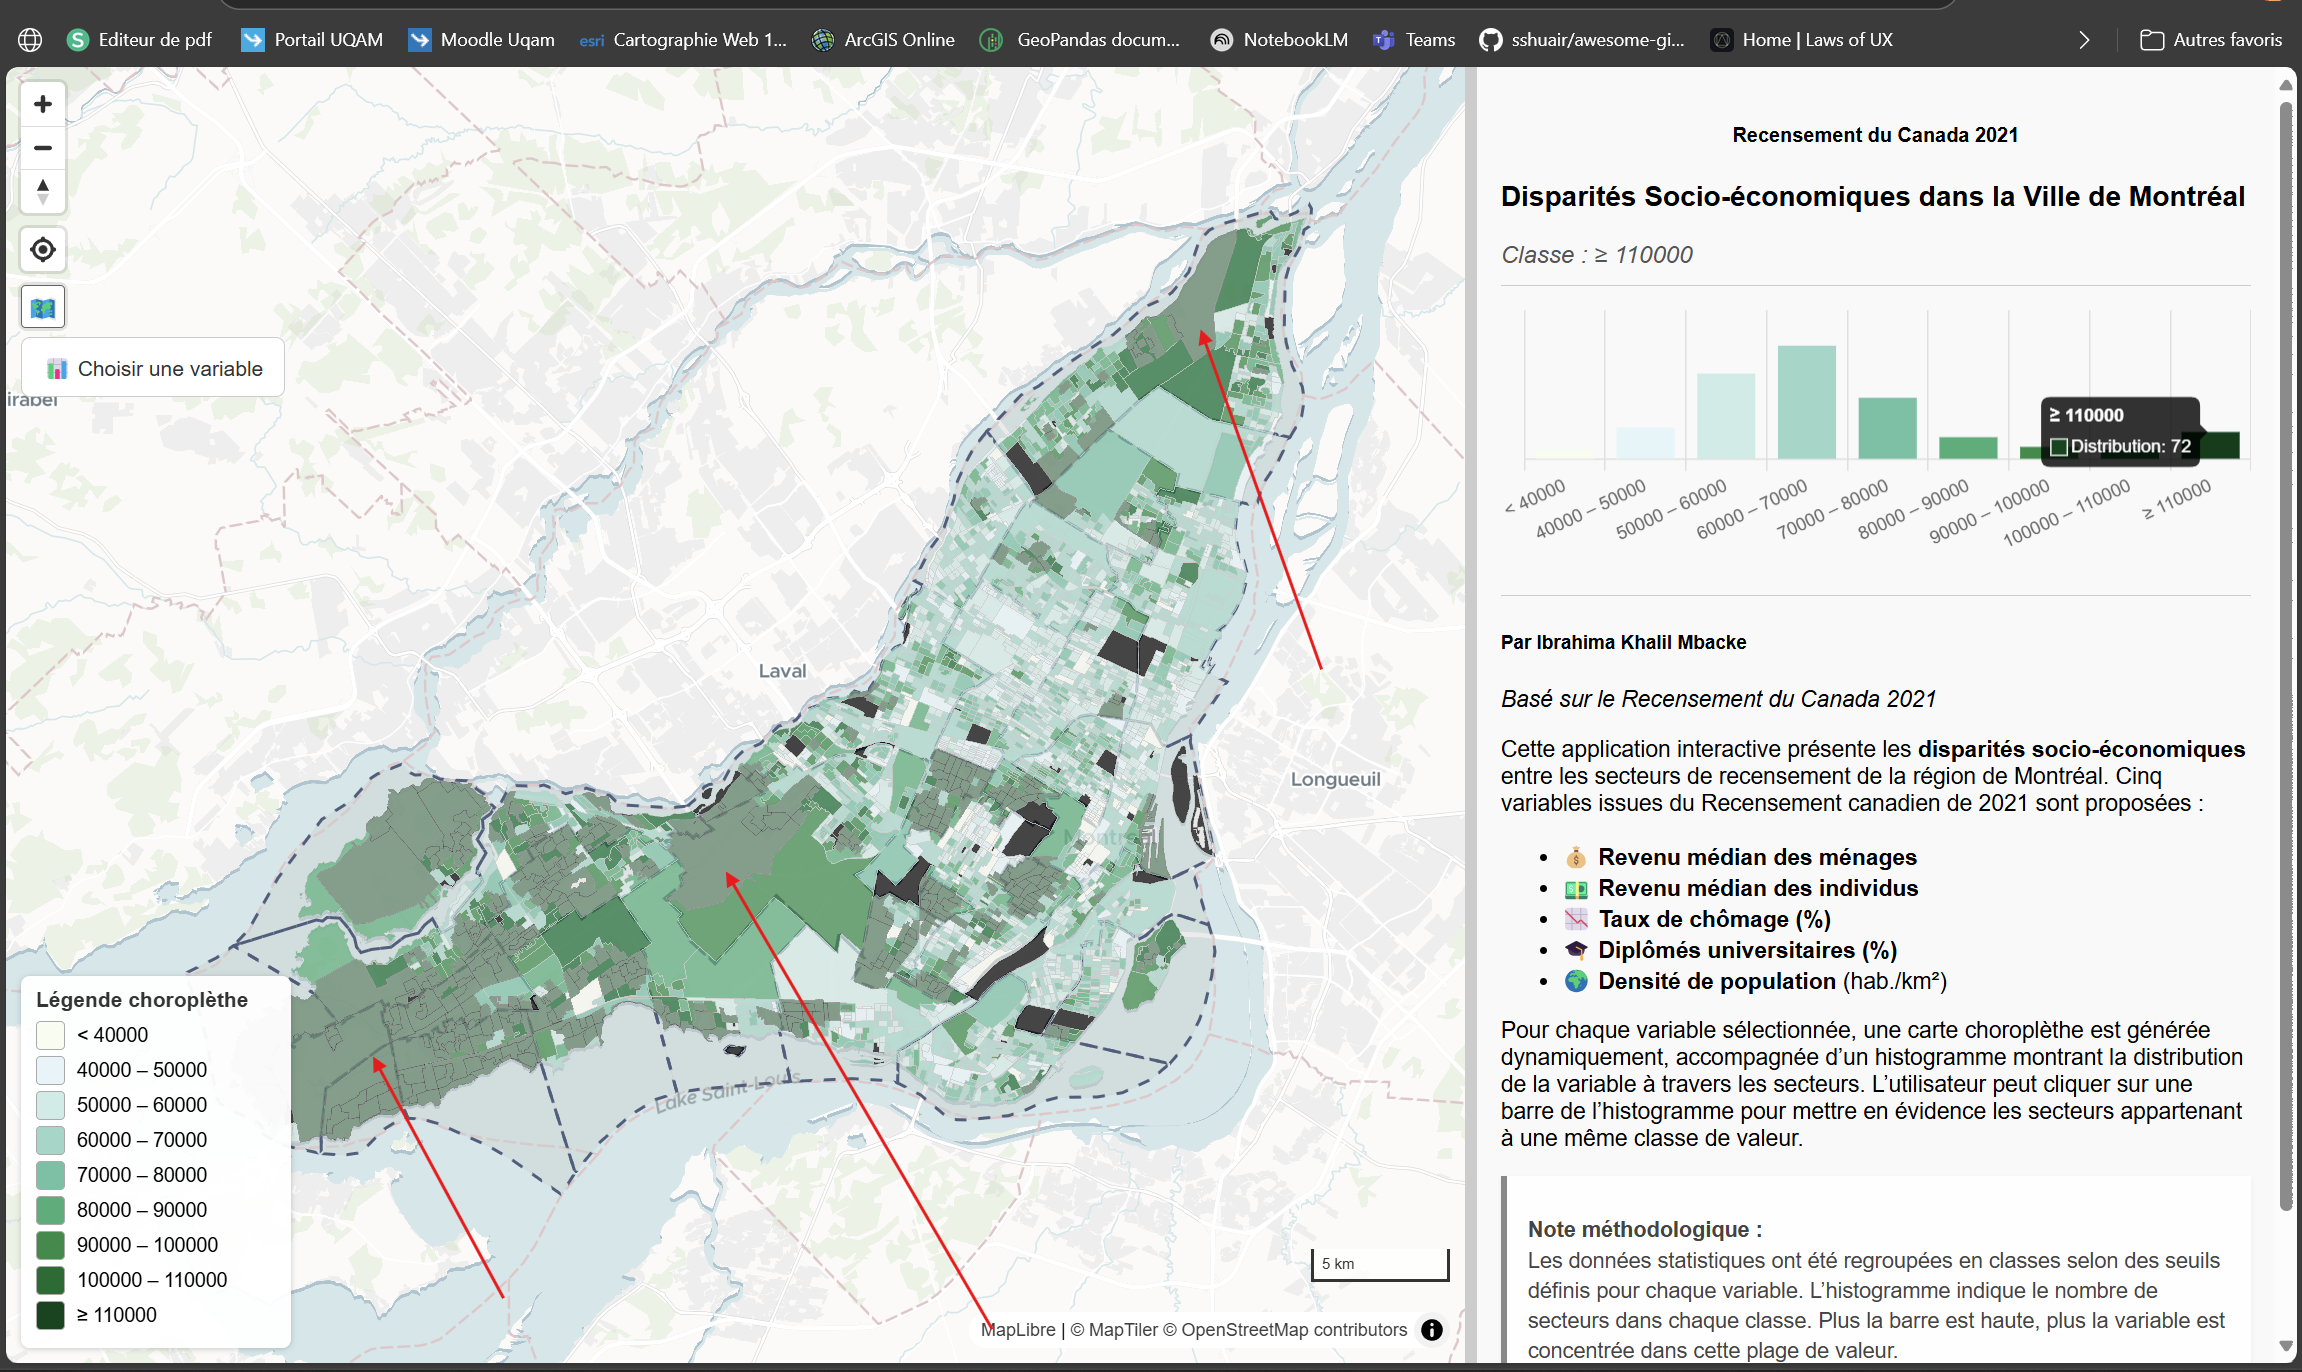 Editeur de pdf
Portail UQAM
Moodle Uqam
esri
Cartographie Web 1...
ArcGIS Online
GeoPandas docum...
NotebookLM
Teams
sshuair/awesome-gi...
Home | Laws of UX
Autres favoris
Choisir une variable
irabel
Laval
Longueuil
Lake Saint-Louis
Légende choroplèthe
< 40000
40000 – 50000
50000 – 60000
60000 – 70000
70000 – 80000
80000 – 90000
90000 – 100000
100000 – 110000
≥ 110000
5 km
MapLibre | © MapTiler © OpenStreetMap contributors
Recensement du Canada 2021
Disparités Socio-économiques dans la Ville de Montréal
Classe : ≥ 110000
≥ 110000
Distribution: 72
< 40000
40000 – 50000
50000 – 60000
60000 – 70000
70000 – 80000
80000 – 90000
90000 – 100000
100000 – 110000
≥ 110000
Par Ibrahima Khalil Mbacke
Basé sur le Recensement du Canada 2021
Cette application interactive présente les disparités socio-économiques
entre les secteurs de recensement de la région de Montréal. Cinq
variables issues du Recensement canadien de 2021 sont proposées :
• 💰 Revenu médian des ménages
• 💵 Revenu médian des individus
• 📉 Taux de chômage (%)
• 🎓 Diplômés universitaires (%)
• 🌍 Densité de population (hab./km²)
Pour chaque variable sélectionnée, une carte choroplèthe est générée
dynamiquement, accompagnée d’un histogramme montrant la distribution
de la variable à travers les secteurs. L’utilisateur peut cliquer sur une
barre de l’histogramme pour mettre en évidence les secteurs appartenant
à une même classe de valeur.
Note méthodologique :
Les données statistiques ont été regroupées en classes selon des seuils
définis pour chaque variable. L’histogramme indique le nombre de
secteurs dans chaque classe. Plus la barre est haute, plus la variable est
concentrée dans cette plage de valeur.